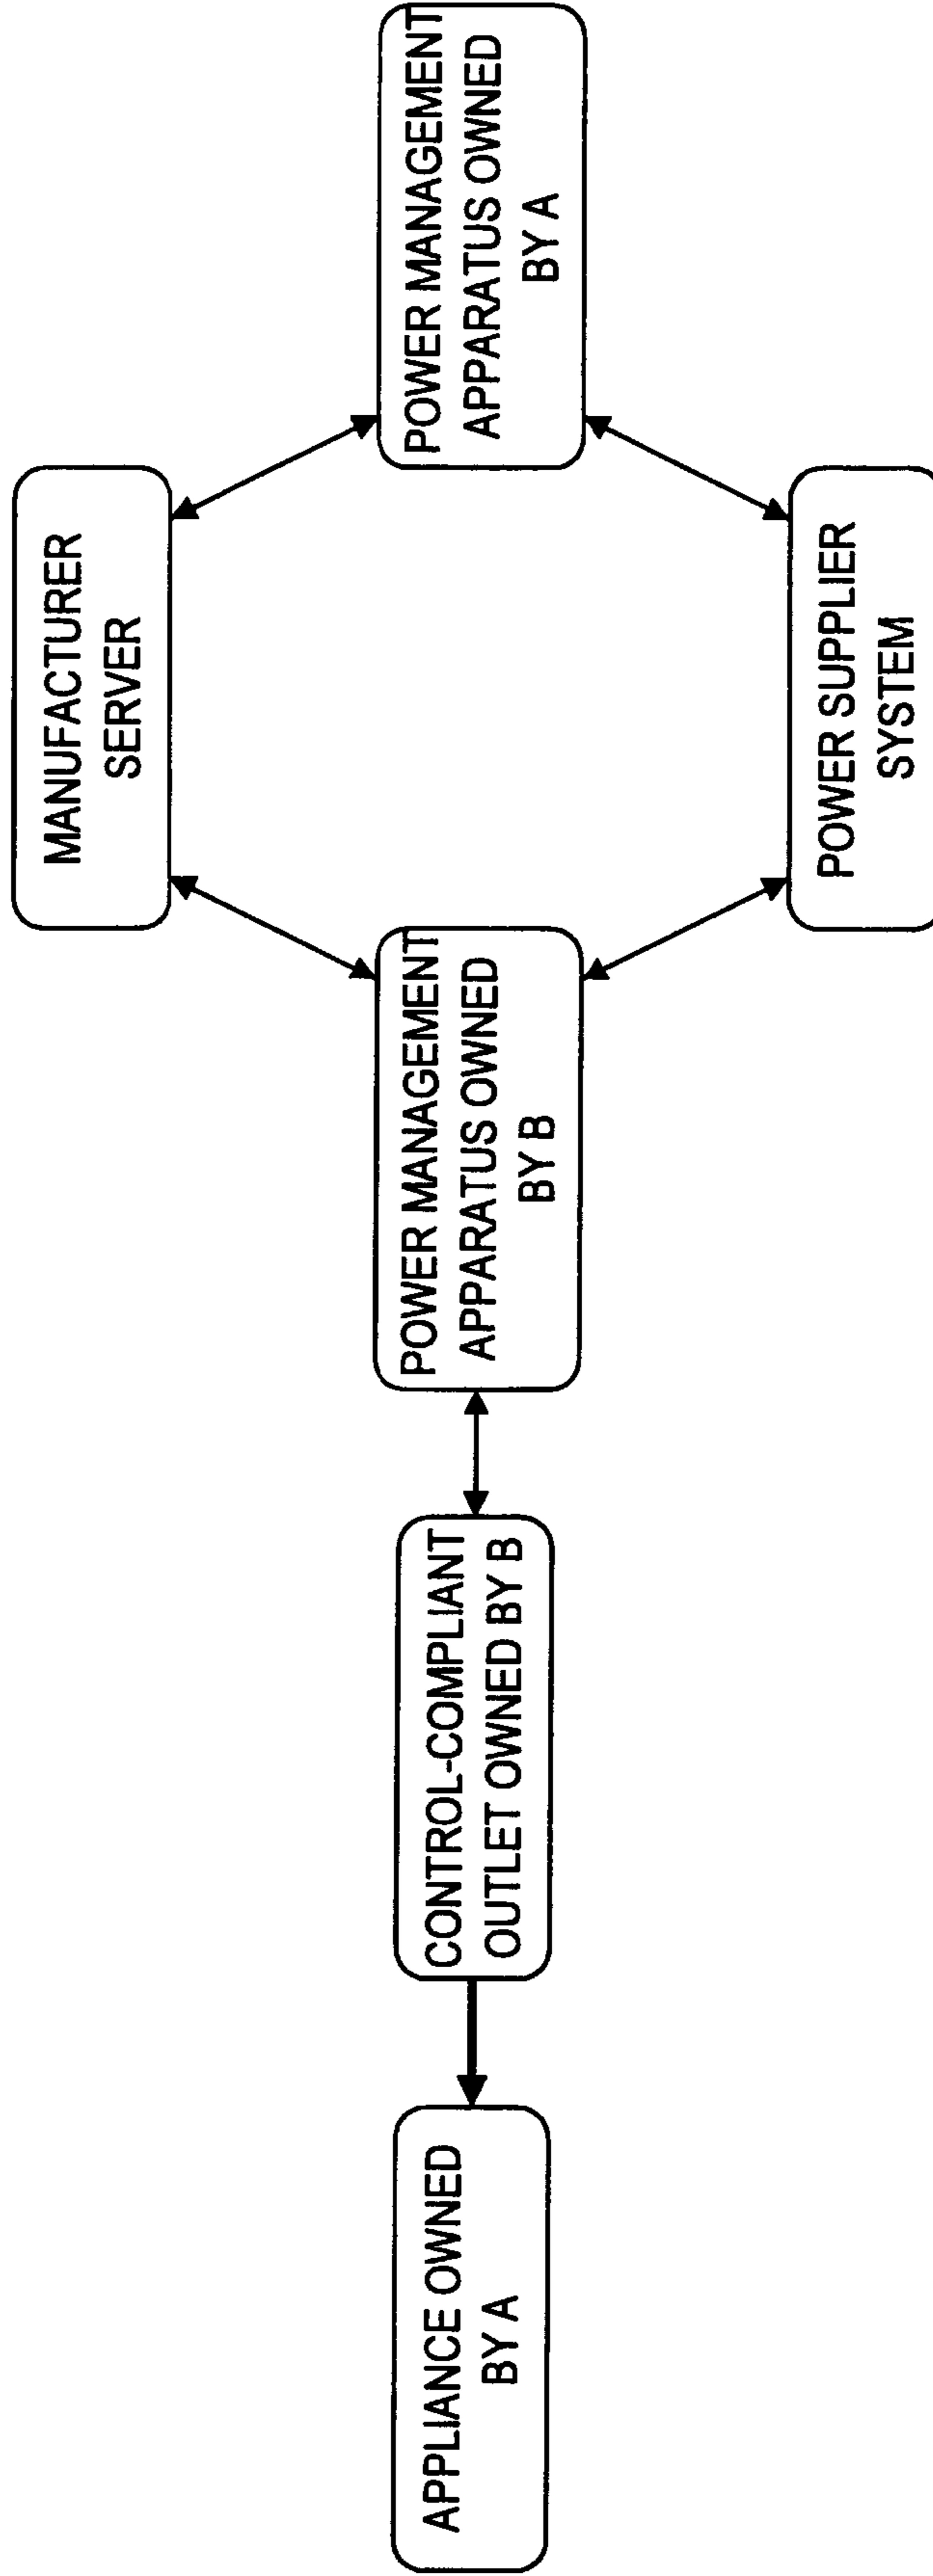 APPLIANCE OWNED
BY A
CONTROL-COMPLIANT
OUTLET OWNED BY B
POWER MANAGEMENT
APPARATUS OWNED
BY B
MANUFACTURER
SERVER
POWER SUPPLIER
SYSTEM
POWER MANAGEMENT
APPARATUS OWNED
BY A